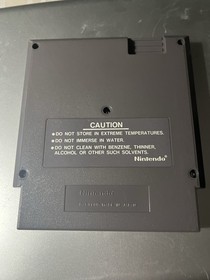 CAUTION
●DO NOT STORE IN EXTREME TEMPERATURES.
●DO NOT IMMERSE IN WATER.
●DO NOT CLEAN WITH BENZENE, THINNER,
ALCOHOL OR OTHER SUCH SOLVENTS.
Nintendo®
Nintendo®